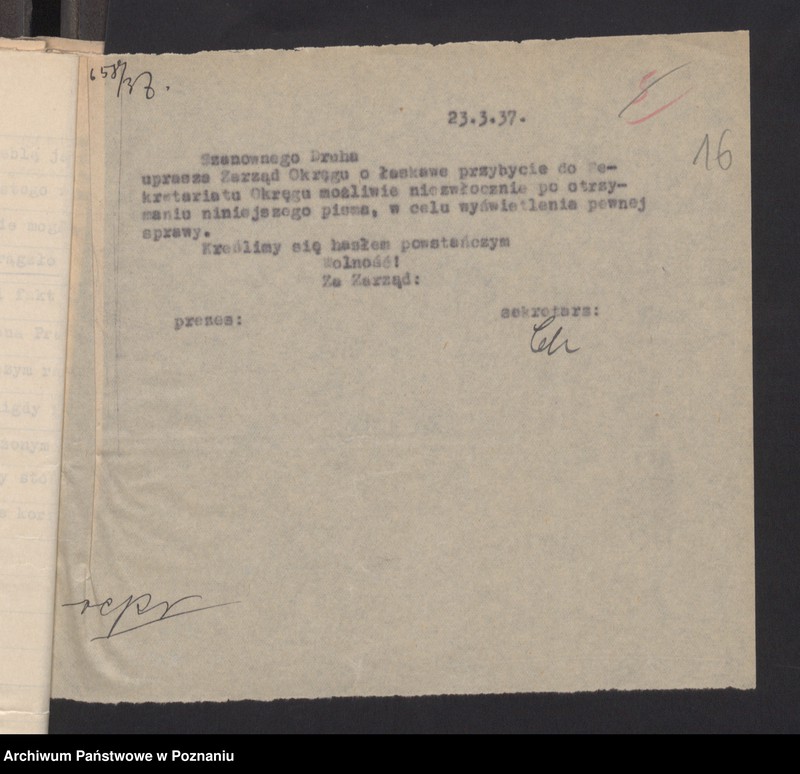 658/37.
23.3.37.
16
Szanownego Druha
uprasza Zarząd Okręgu o łaskawe przybycie do Se-
kretariatu Okręgu możliwie niezwłocznie po otrzy-
maniu niniejszego pisma, w celu wyświetlenia pewnej
sprawy.
Kreślimy się hasłem powstańczym
Wolność!
Za Zarząd:
prezes: sekretarz:
Archiwum Państwowe w Poznaniu